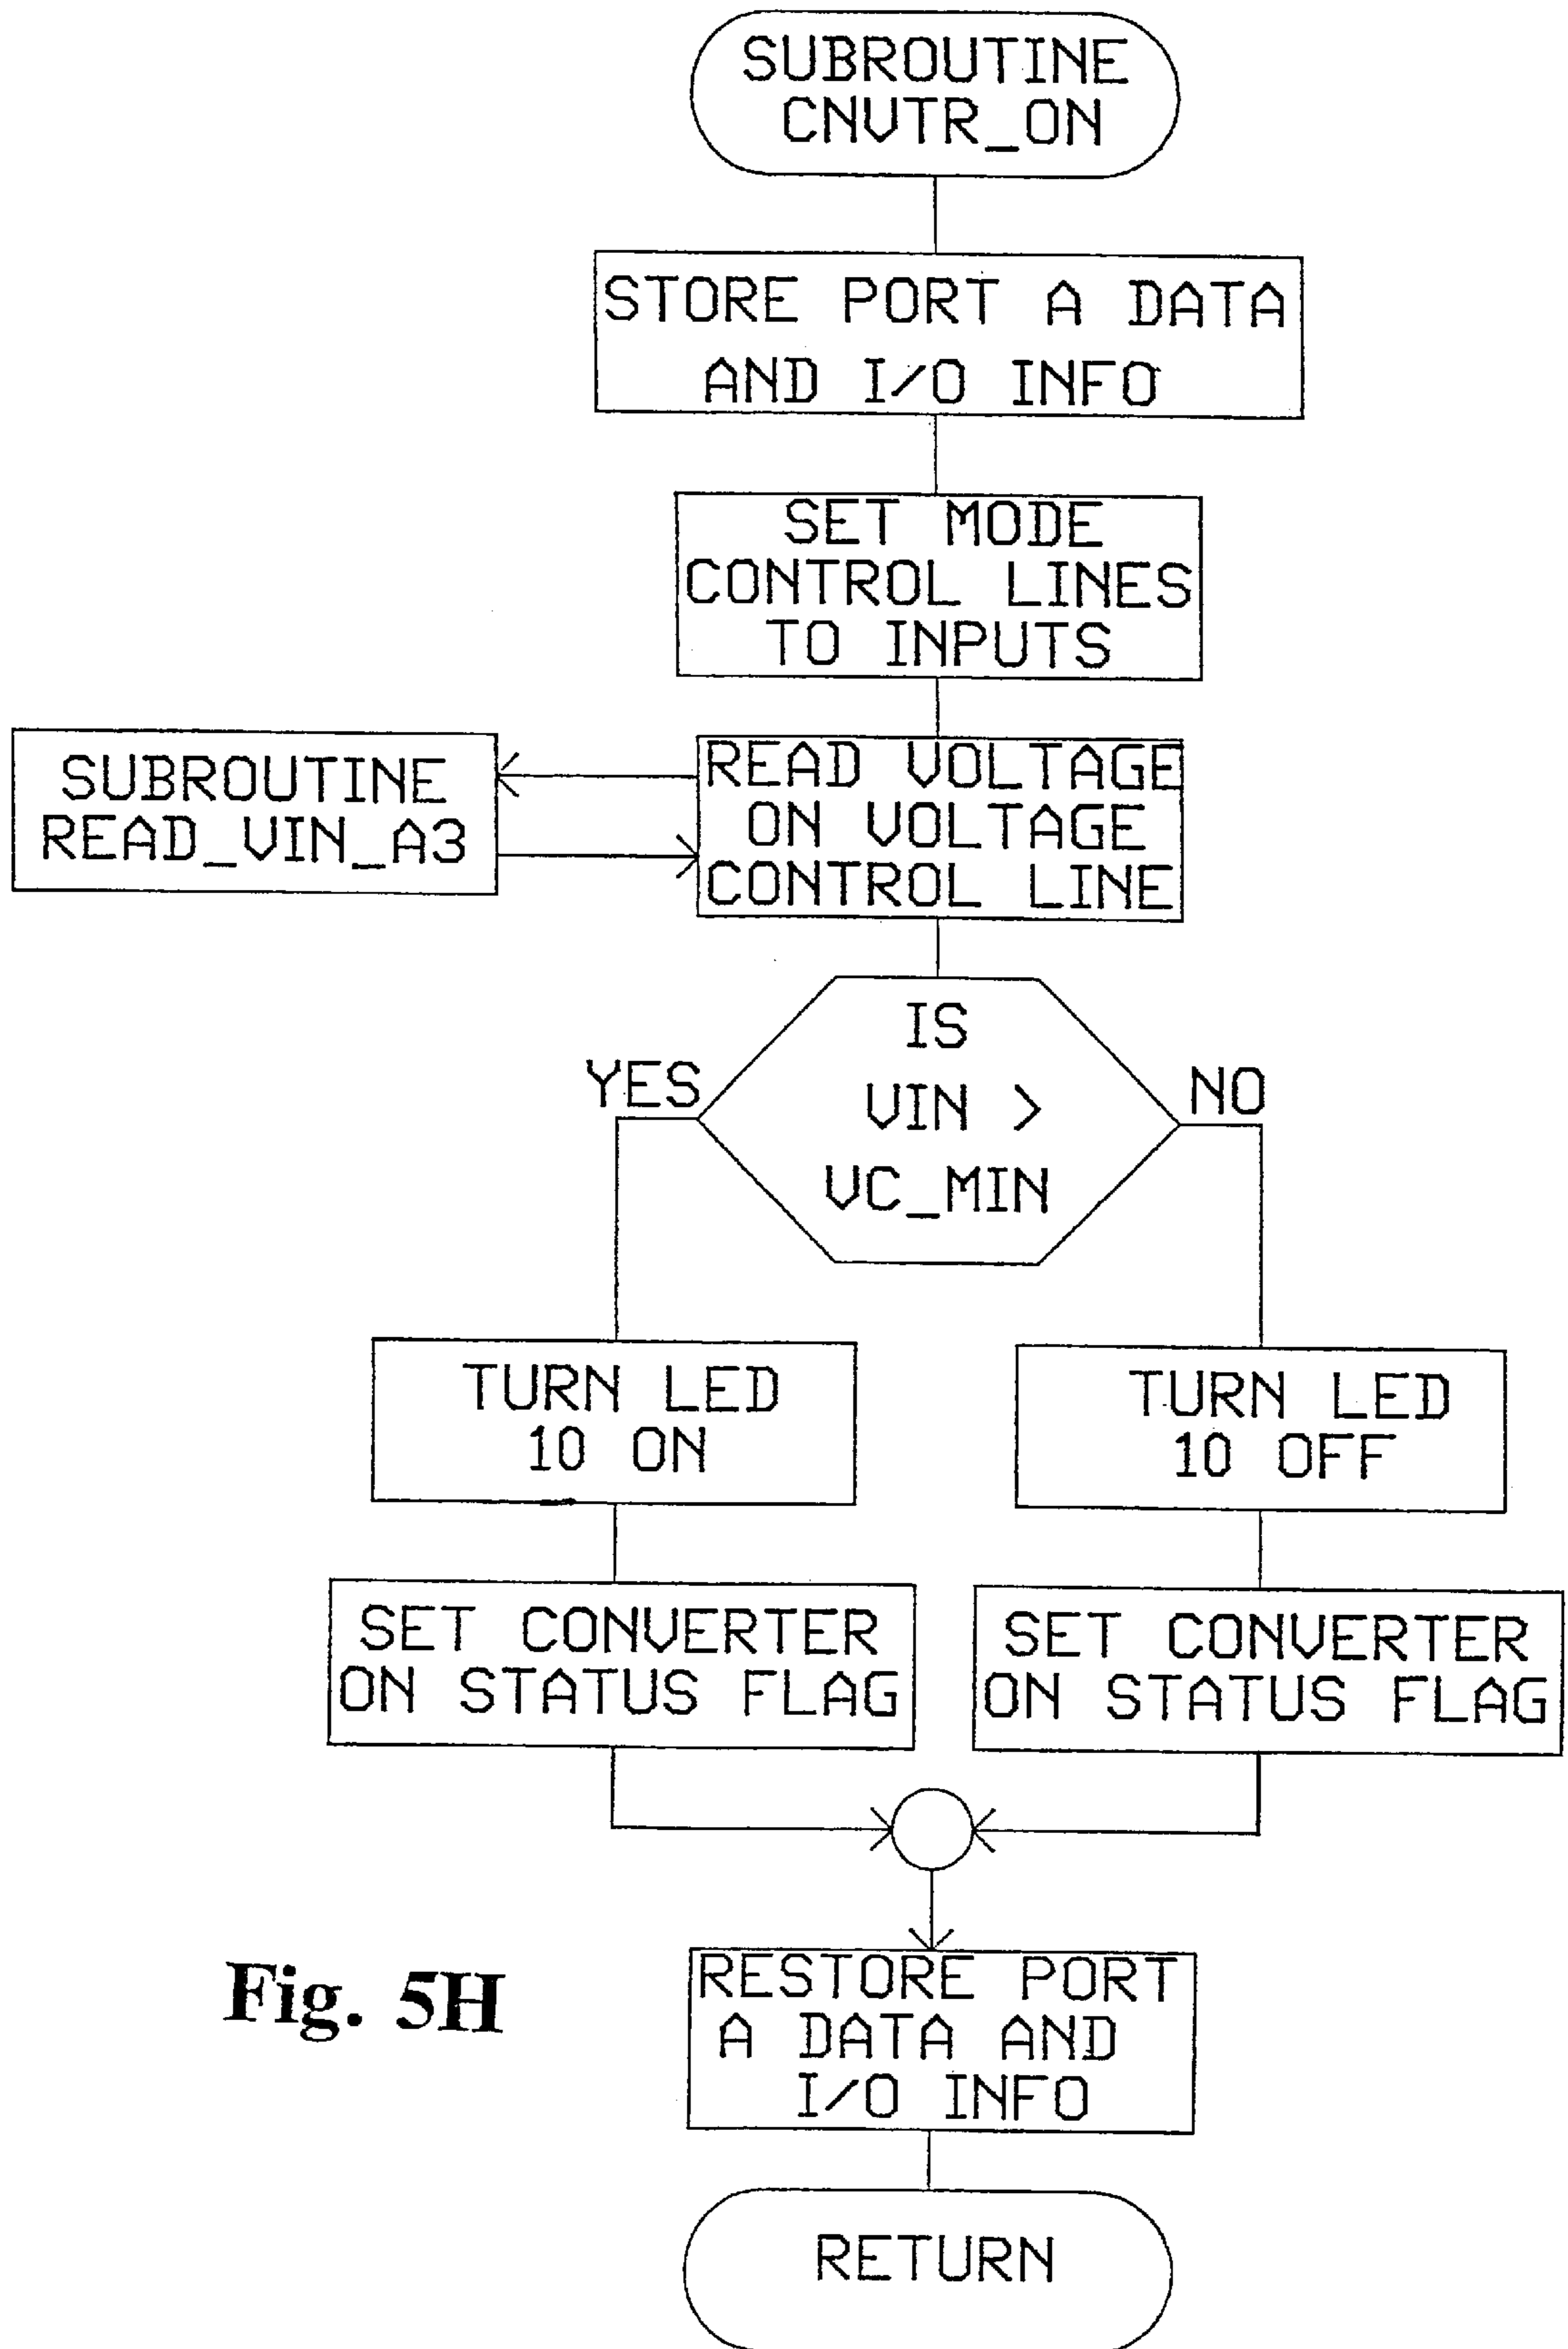 SUBROUTINE
CNVTR_ON
STORE PORT A DATA
AND I/O INFO
SET MODE
CONTROL LINES
TO INPUTS
SUBROUTINE
READ_VIN_A3
READ VOLTAGE
ON VOLTAGE
CONTROL LINE
IS
VIN >
VC_MIN
YES
NO
TURN LED
10 ON
TURN LED
10 OFF
SET CONVERTER
ON STATUS FLAG
SET CONVERTER
ON STATUS FLAG
RESTORE PORT
A DATA AND
I/O INFO
RETURN
Fig. 5H